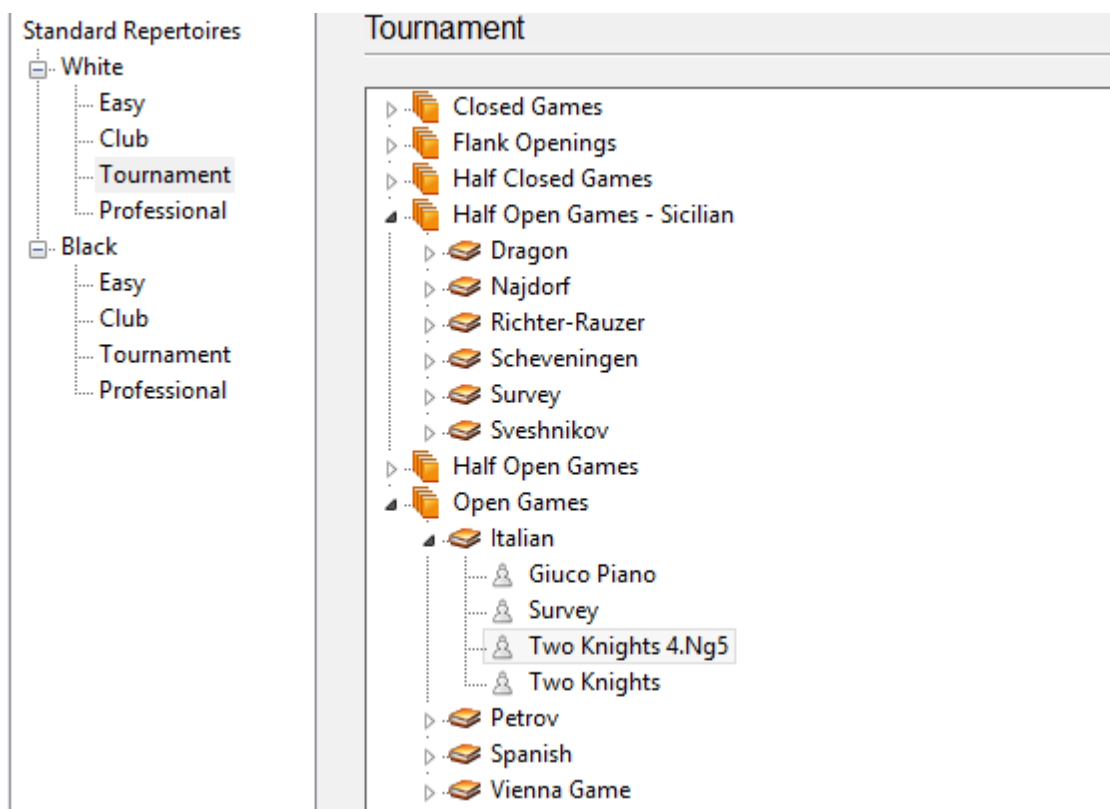 Standard Repertoires
White
Easy
Club
Tournament
Professional
Black
Easy
Club
Tournament
Professional
Tournament
Closed Games
Flank Openings
Half Closed Games
Half Open Games - Sicilian
Dragon
Najdorf
Richter-Rauzer
Scheveningen
Survey
Sveshnikov
Half Open Games
Open Games
Italian
Giuco Piano
Survey
Two Knights 4.Ng5
Two Knights
Petrov
Spanish
Vienna Game